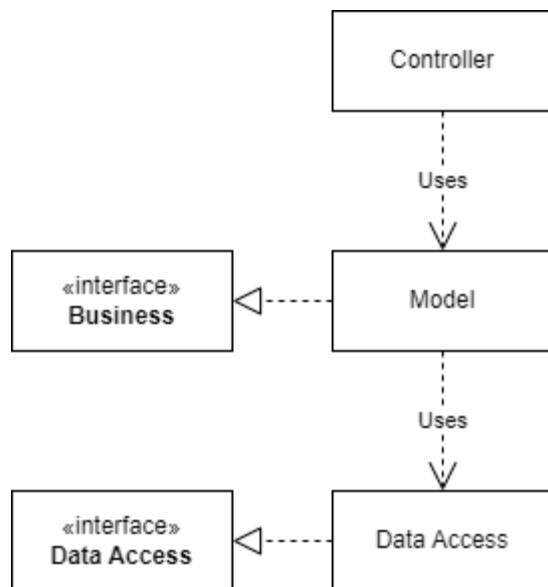 Controller
Uses
«interface»
Business
Model
Uses
«interface»
Data Access
Data Access